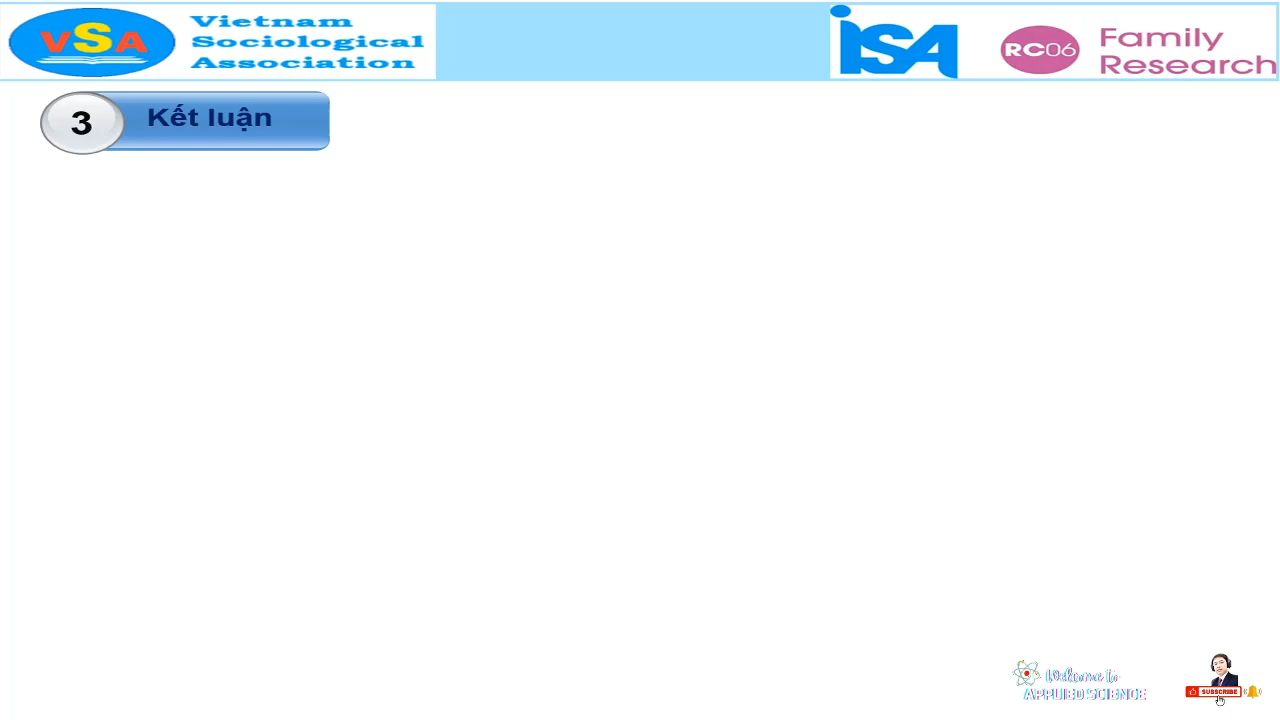 VSA
Vietnam
Sociological
Association
iSA
RC06
Family
Research
3
Kết luận
Welcome to
APPLIED SCIENCE
SUBSCRIBE